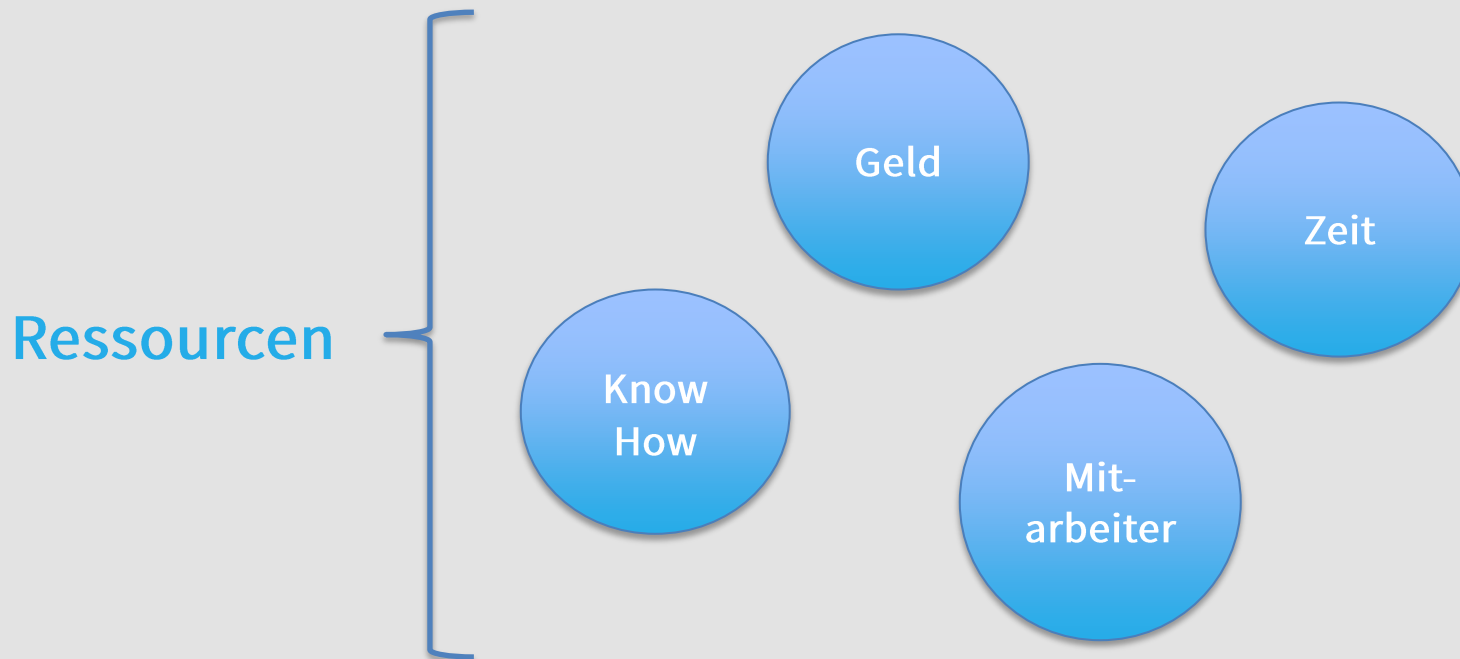 Ressourcen
Geld
Zeit
Know
How
Mit-
arbeiter